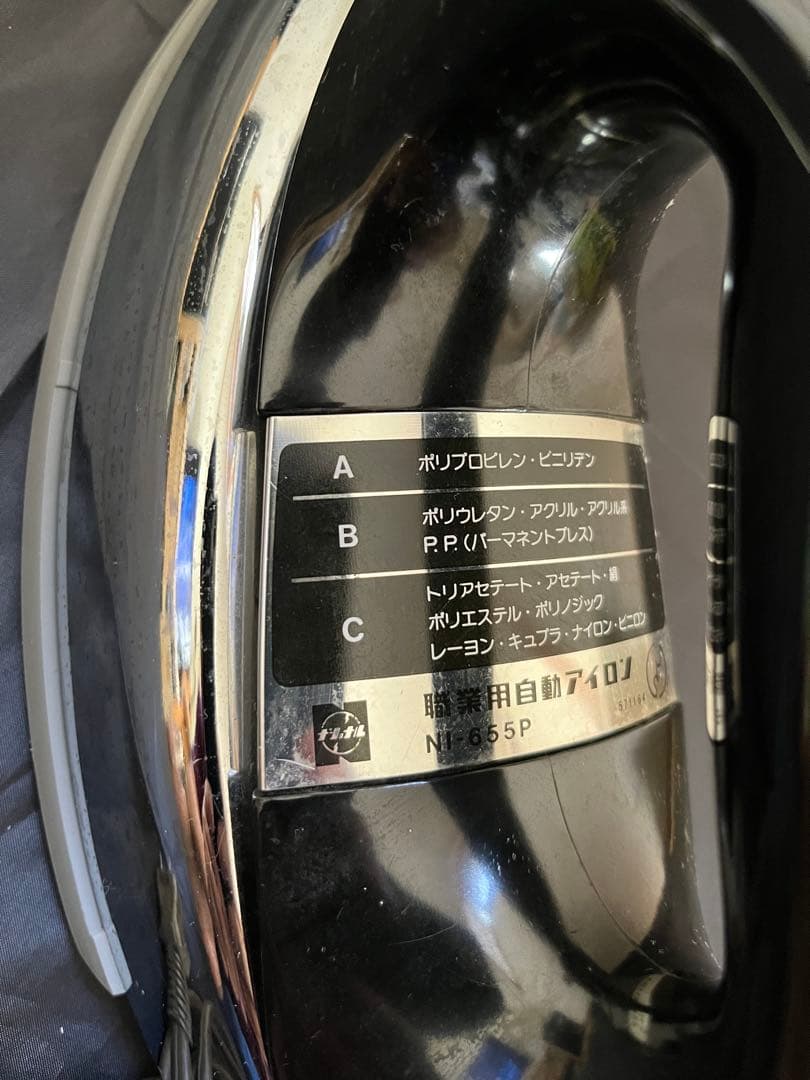 A ポリプロピレン・ビニリデン
B ポリウレタン・アクリル・アクリル系
P.P.(パーマネントプレス)
C トリアセテート・アセテート・絹
ポリエステル・ポリノジック
レーヨン・キュプラ・ナイロン・ビニロン
ナショナル
職業用自動アイロン
NI-655P
571164